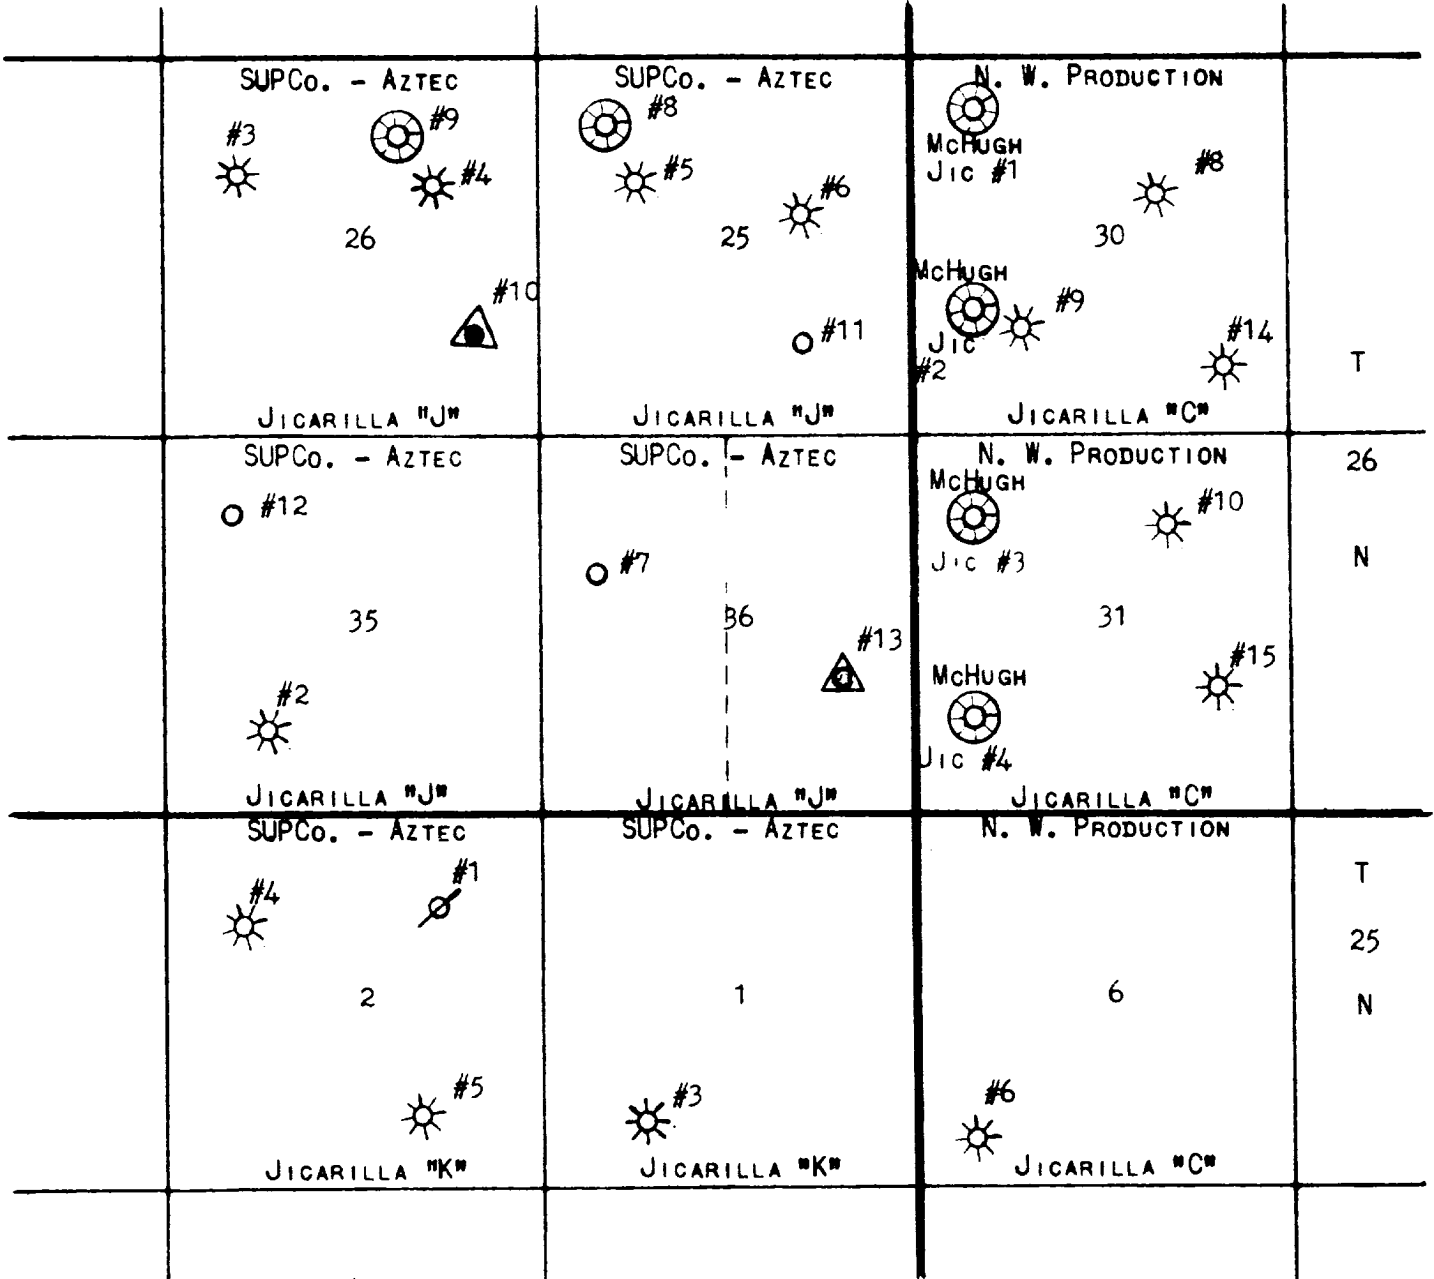 SUPCo. - AZTEC
#3
#9
#4
26
#10
JICARILLA "J"
SUPCo. - AZTEC
#8
#5
#6
25
#11
JICARILLA "J"
N. W. PRODUCTION
McHUGH
JIC #1
#8
30
McHUGH
JIC
#2
#9
#14
JICARILLA "C"
T
26
N
SUPCo. - AZTEC
#12
35
#2
JICARILLA "J"
SUPCo. - AZTEC
#7
36
#13
JICARILLA "J"
N. W. PRODUCTION
McHUGH
JIC #3
#10
31
#15
McHUGH
JIC #4
JICARILLA "C"
SUPCo. - AZTEC
#4
#1
2
#5
JICARILLA "K"
SUPCo. - AZTEC
1
#3
JICARILLA "K"
N. W. PRODUCTION
6
#6
JICARILLA "C"
T
25
N